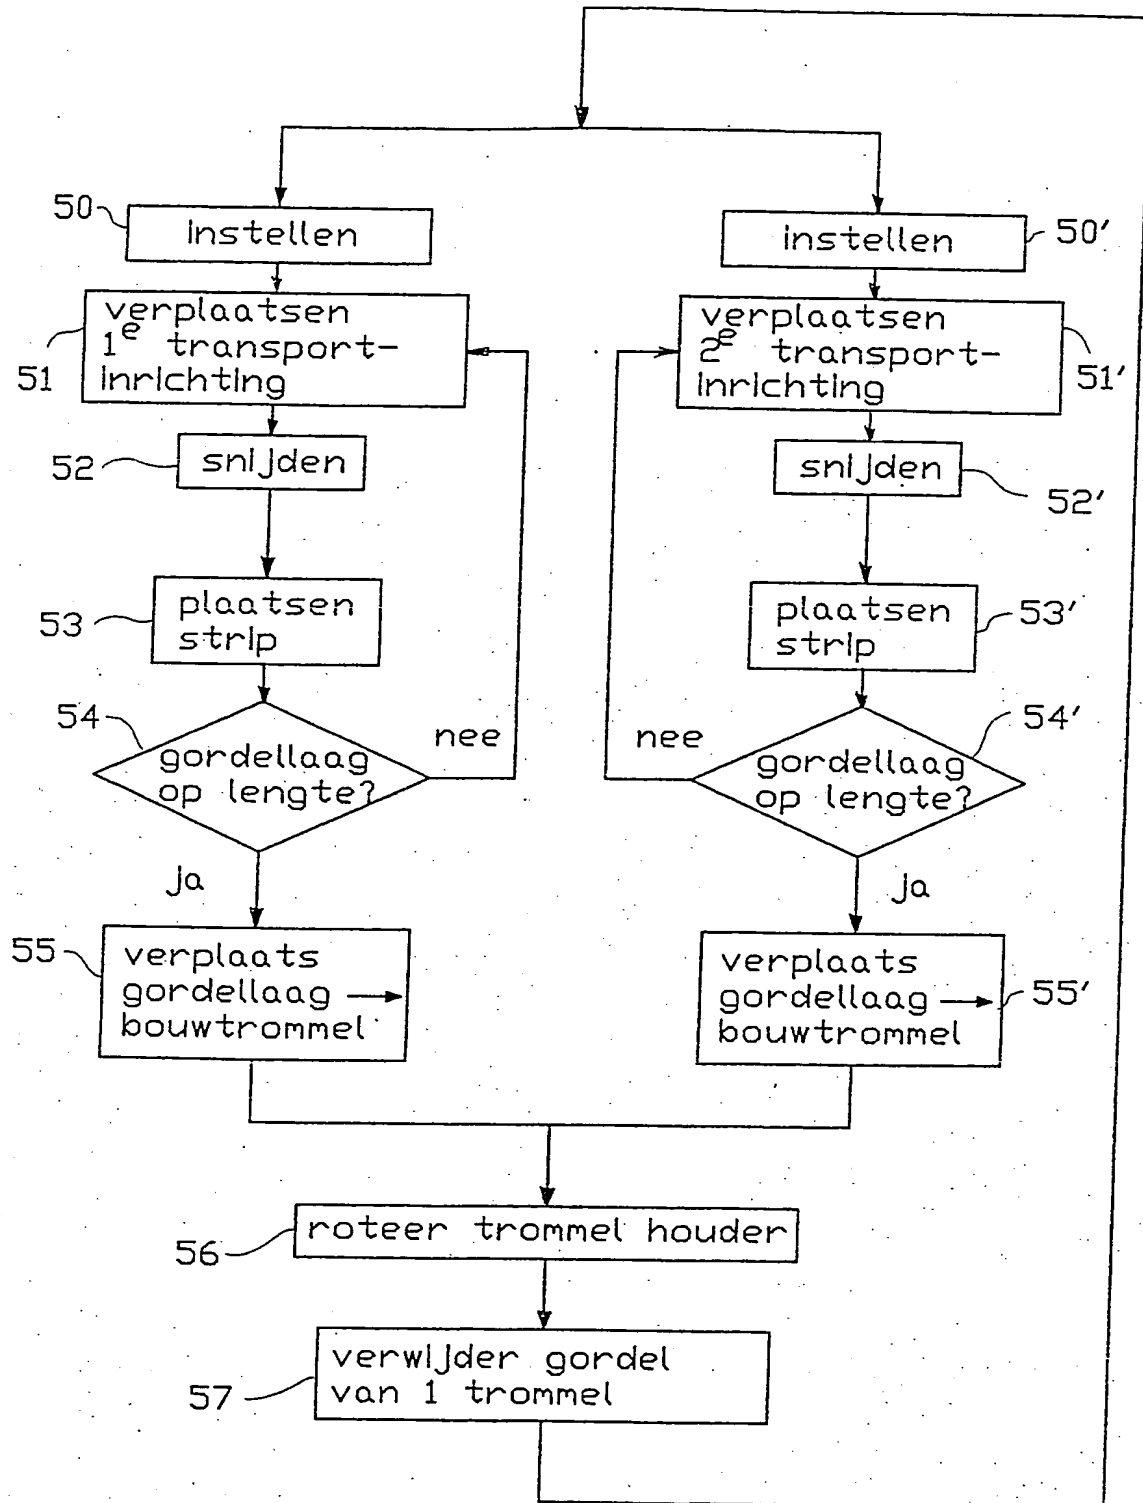 50
instellen
instellen
50'
verplaatsen
1e transport-
inrichting
51
verplaatsen
2e transport-
inrichting
51'
52
snijden
snijden
52'
53
plaatsen
strip
plaatsen
strip
53'
54
gordellaag
op lengte?
nee
nee
gordellaag
op lengte?
54'
ja
ja
55
verplaats
gordellaag →
bouwtrommel
verplaats
gordellaag →
bouwtrommel
55'
roteer trommel houder
56
verwijder gordel
van 1 trommel
57